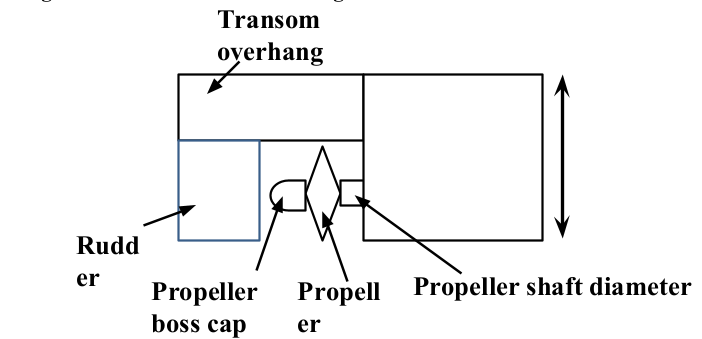 Transom
overhang
Rudd
er
Propeller
boss cap
Propell
er
Propeller shaft diameter